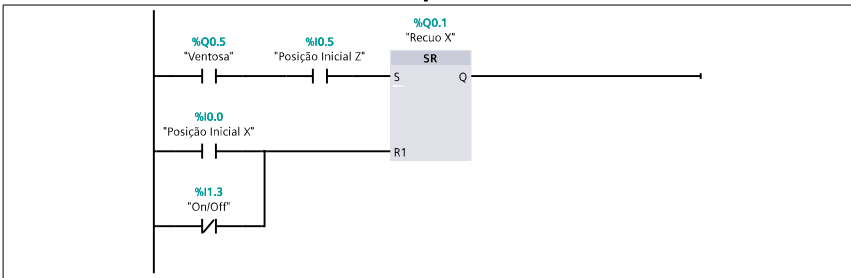 %Q0.1
"Recuo X"
%Q0.5
"Ventosa"
%I0.5
"Posição Inicial Z"
SR
S
Q
%I0.0
"Posição Inicial X"
R1
%I1.3
"On/Off"